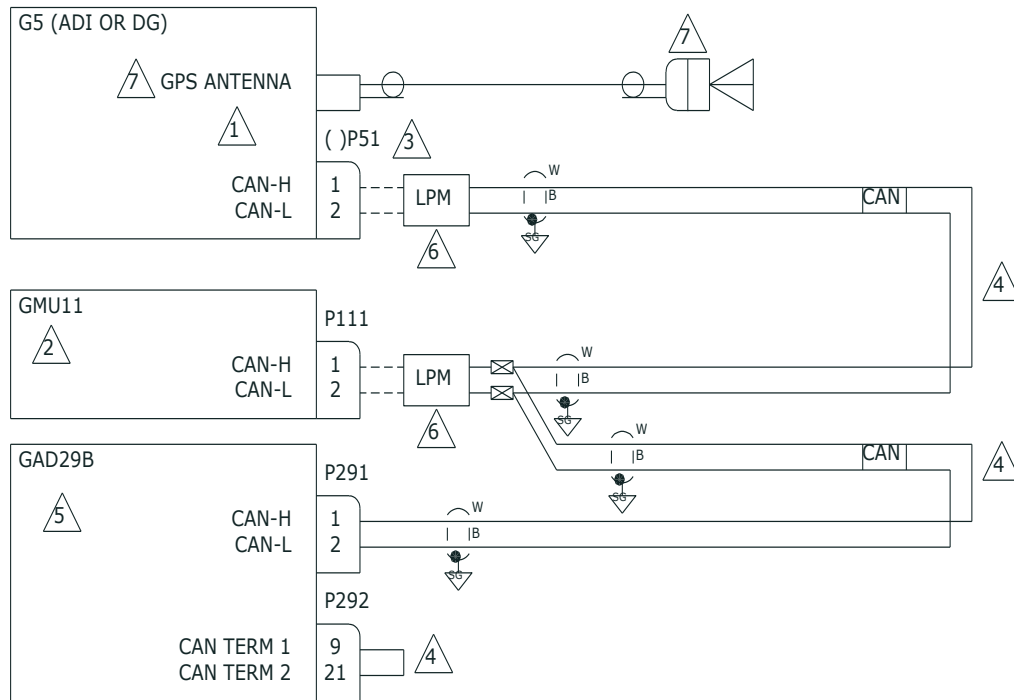 G5 (ADI OR DG)
7
7 GPS ANTENNA
1
( )P51 3
CAN-H 1 LPM W CAN
CAN-L 2 B
SG
6
4
GMU11
P111
2
W
CAN-H 1 LPM
CAN-L 2 B
SG
6
W
GAD29B
B CAN
4
P291
SG
5
W
CAN-H 1
CAN-L 2 B
SG
P292
CAN TERM 1 9
4
CAN TERM 2 21